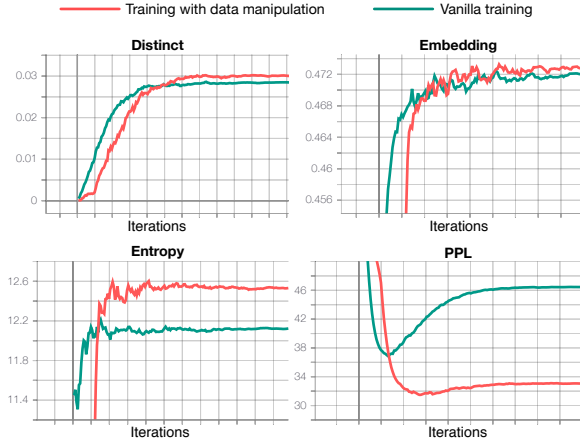 Training with data manipulation
Vanilla training
Distinct
0.03
0.02
0.01
0
Iterations
Embedding
0.472
0.468
0.464
0.46
0.456
Iterations
Entropy
12.6
12.2
11.8
11.4
Iterations
PPL
46
42
38
34
30
Iterations